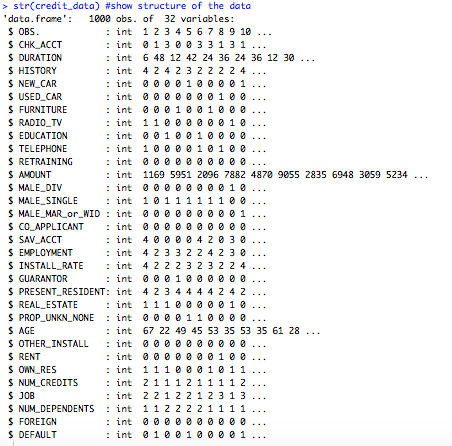 > str(credit_data) #show structure of the data
'data.frame': 1000 obs. of 32 variables:
$ OBS. : int 1 2 3 4 5 6 7 8 9 10 ...
$ CHK_ACCT : int 0 1 3 0 0 3 3 1 3 1 ...
$ DURATION : int 6 48 12 42 24 36 24 36 12 30 ...
$ HISTORY : int 4 2 4 2 3 2 2 2 2 4 ...
$ NEW_CAR : int 0 0 0 0 1 0 0 0 0 1 ...
$ USED_CAR : int 0 0 0 0 0 0 0 1 0 0 ...
$ FURNITURE : int 0 0 0 1 0 0 1 0 0 0 ...
$ RADIO_TV : int 1 1 0 0 0 0 0 0 1 0 ...
$ EDUCATION : int 0 0 1 0 0 1 0 0 0 0 ...
$ TELEPHONE : int 1 0 0 0 0 1 0 1 0 0 ...
$ RETRAINING : int 0 0 0 0 0 0 0 0 0 0 ...
$ AMOUNT : int 1169 5951 2096 7882 4870 9055 2835 6948 3059 5234 ...
$ MALE_DIV : int 0 0 0 0 0 0 0 0 1 0 ...
$ MALE_SINGLE : int 1 0 1 1 1 1 1 1 0 0 ...
$ MALE_MAR_or_WID : int 0 0 0 0 0 0 0 0 0 1 ...
$ CO_APPLICANT : int 0 0 0 0 0 0 0 0 0 0 ...
$ SAV_ACCT : int 4 0 0 0 0 4 2 0 3 0 ...
$ EMPLOYMENT : int 4 2 3 3 2 2 4 2 3 0 ...
$ INSTALL_RATE : int 4 2 2 2 3 2 3 2 2 4 ...
$ GUARANTOR : int 0 0 0 1 0 0 0 0 0 0 ...
$ PRESENT_RESIDENT: int 4 2 3 4 4 4 4 2 4 2 ...
$ REAL_ESTATE : int 1 1 1 0 0 0 0 0 1 0 ...
$ PROP_UNKN_NONE : int 0 0 0 0 1 1 0 0 0 0 ...
$ AGE : int 67 22 49 45 53 35 53 35 61 28 ...
$ OTHER_INSTALL : int 0 0 0 0 0 0 0 0 0 0 ...
$ RENT : int 0 0 0 0 0 0 0 1 0 0 ...
$ OWN_RES : int 1 1 1 0 0 0 1 0 1 1 ...
$ NUM_CREDITS : int 2 1 1 1 2 1 1 1 1 2 ...
$ JOB : int 2 2 1 2 2 1 2 3 1 3 ...
$ NUM_DEPENDENTS : int 1 1 2 2 2 2 1 1 1 1 ...
$ FOREIGN : int 0 0 0 0 0 0 0 0 0 0 ...
$ DEFAULT : int 0 1 0 0 1 0 0 0 0 1 ...